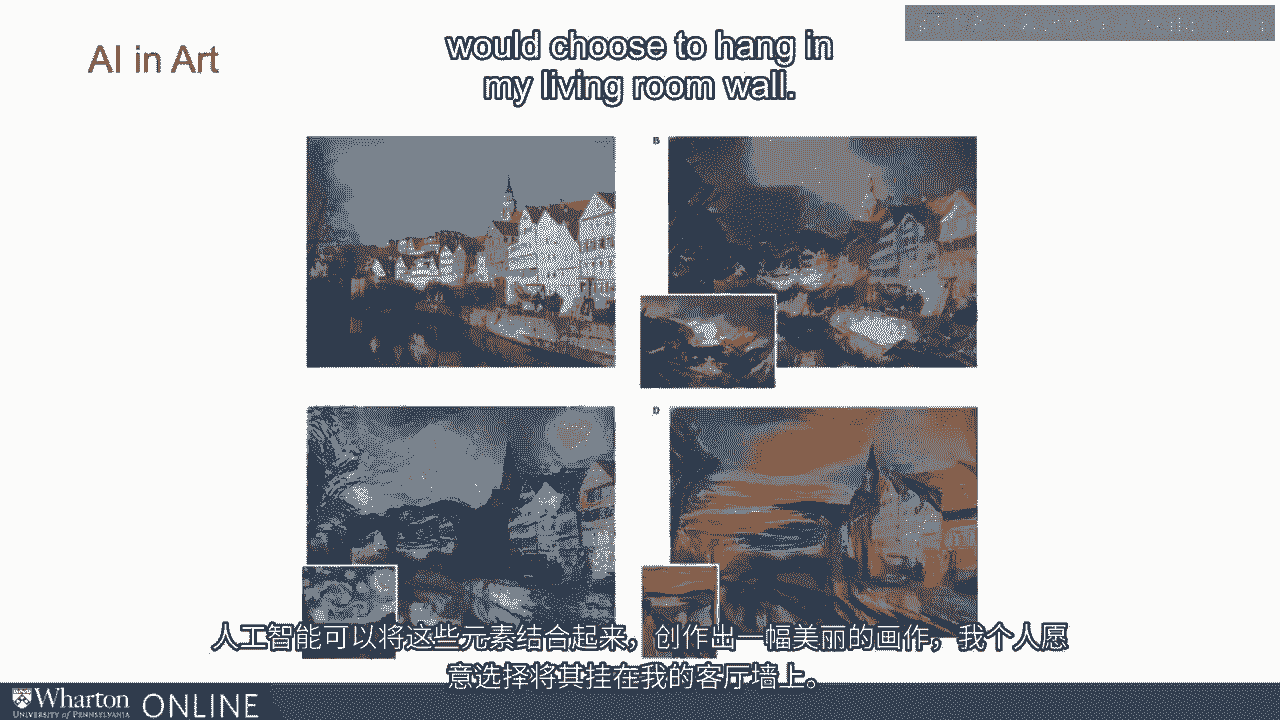 AI in Art
would choose to hang in
my living room wall.
B
D
人工智能可以将这些元素结合起来，创作出一幅美丽的画作，我个人愿
意选择将其挂在我的客厅墙上。
Wharton ONLINE
UNIVERSITY of PENNSYLVANIA